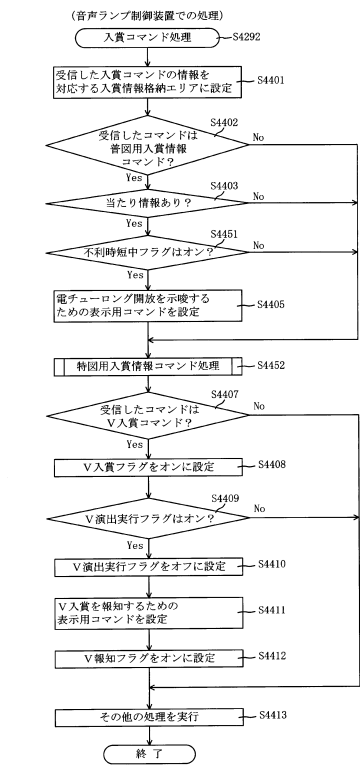 (音声ランプ制御装置での処理)
入賞コマンド処理
S4292
受信した入賞コマンドの情報を
対応する入賞情報格納エリアに設定
S4401
S4402
受信したコマンドは
普図用入賞情報
コマンド?
No
Yes
S4403
当たり情報あり?
No
Yes
S4451
不利時短中フラグはオン?
No
Yes
電チューロング開放を示唆する
ための表示用コマンドを設定
S4405
特図用入賞情報コマンド処理
S4452
S4407
受信したコマンドは
V入賞コマンド?
No
Yes
V入賞フラグをオンに設定
S4408
S4409
V演出実行フラグはオン?
No
Yes
V演出実行フラグをオフに設定
S4410
V入賞を報知するための
表示用コマンドを設定
S4411
V報知フラグをオンに設定
S4412
その他の処理を実行
S4413
終了